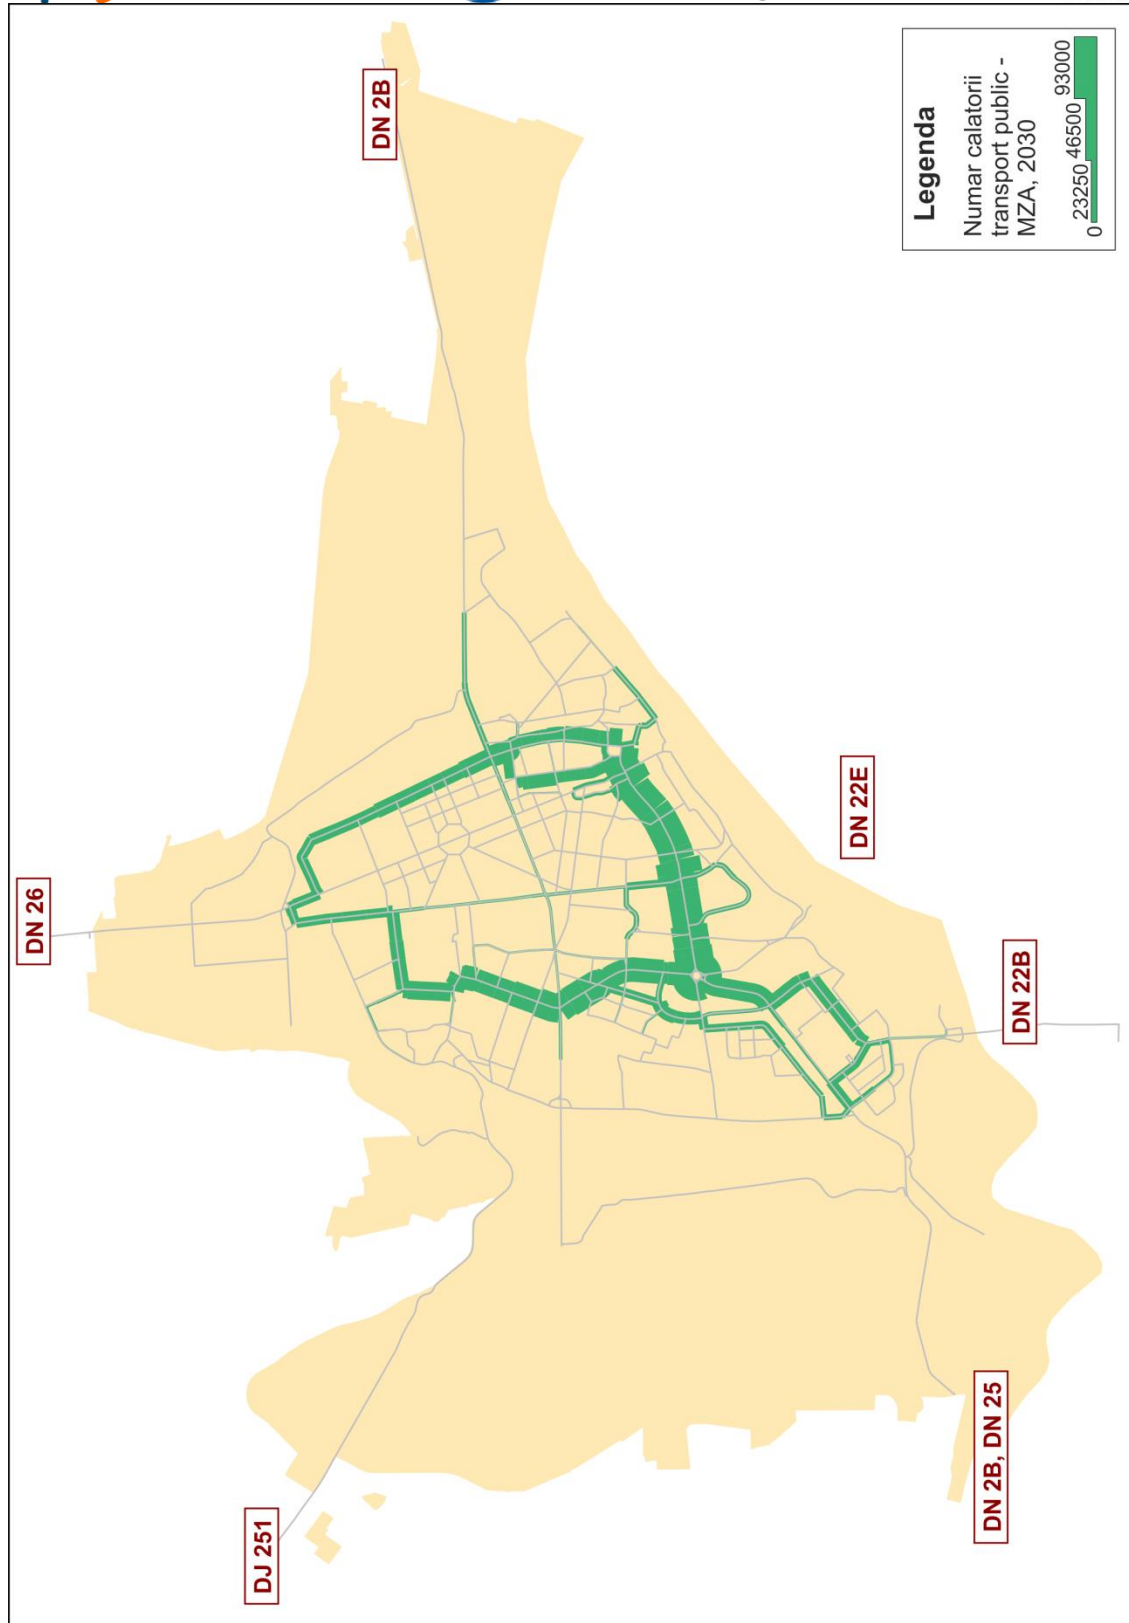 DN 2B
DN 26
Legenda
Numar calatorii
transport public -
MZA, 2030
0 23250 46500 93000
DN 22E
DN 22B
DN 2B, DN 25
DJ 251